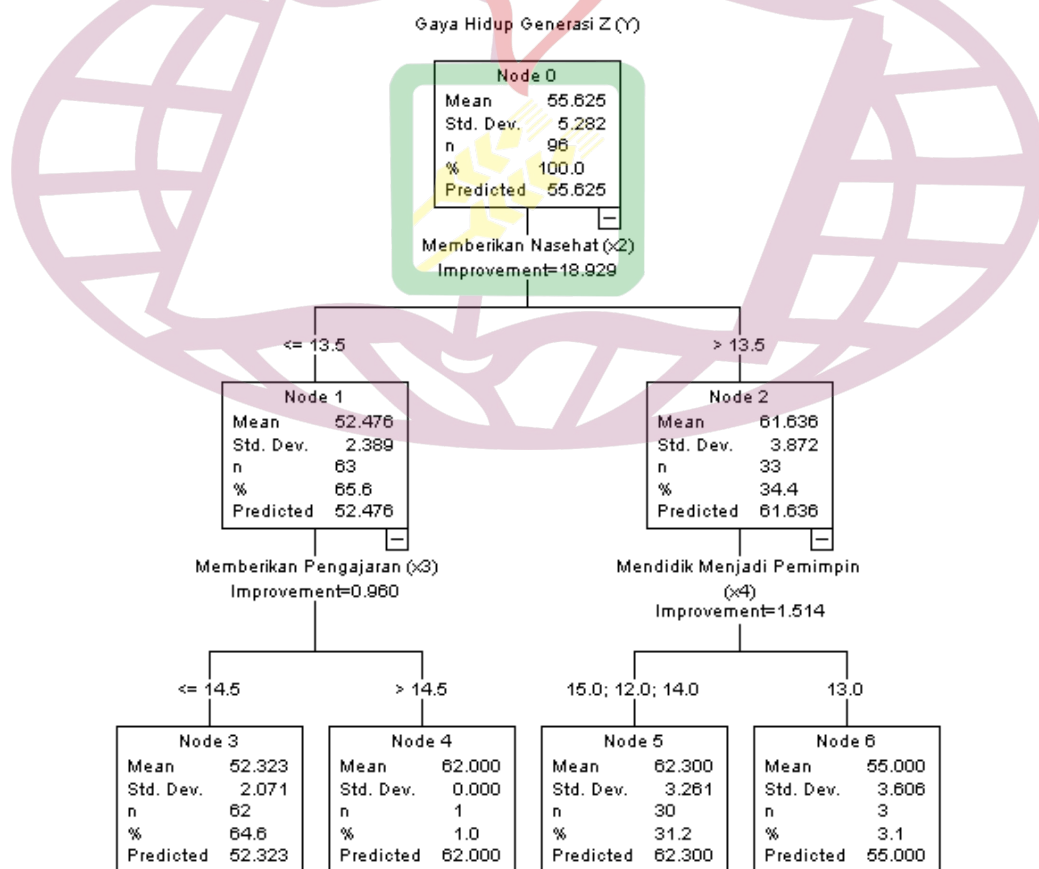 Gaya Hidup Generasi Z (Y)
Node 0
Mean 55.625
Std. Dev. 5.282
n 96
% 100.0
Predicted 55.625
Memberikan Nasehat (x2)
Improvement=18.929
<= 13.5
> 13.5
Node 1
Mean 52.476
Std. Dev. 2.389
n 63
% 65.6
Predicted 52.476
Node 2
Mean 61.636
Std. Dev. 3.872
n 33
% 34.4
Predicted 61.636
Memberikan Pengajaran (x3)
Improvement=0.960
Mendidik Menjadi Pemimpin
(x4)
Improvement=1.514
<= 14.5
> 14.5
15.0; 12.0; 14.0
13.0
Node 3
Mean 52.323
Std. Dev. 2.071
n 62
% 64.6
Predicted 52.323
Node 4
Mean 62.000
Std. Dev. 0.000
n 1
% 1.0
Predicted 62.000
Node 5
Mean 62.300
Std. Dev. 3.261
n 30
% 31.2
Predicted 62.300
Node 6
Mean 55.000
Std. Dev. 3.606
n 3
% 3.1
Predicted 55.000